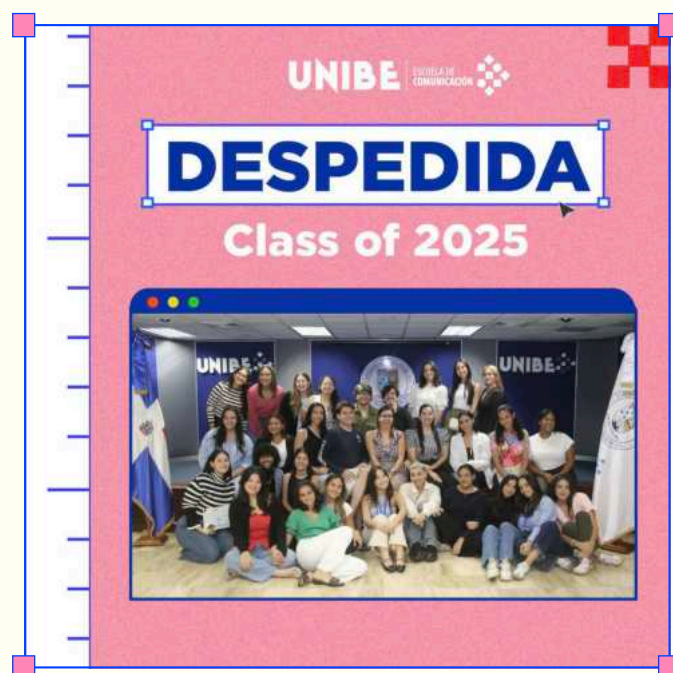 UNIBE ESCUELA DE
COMUNICACIÓN
DESPEDIDA
Class of 2025
UNIBE
UNIBE